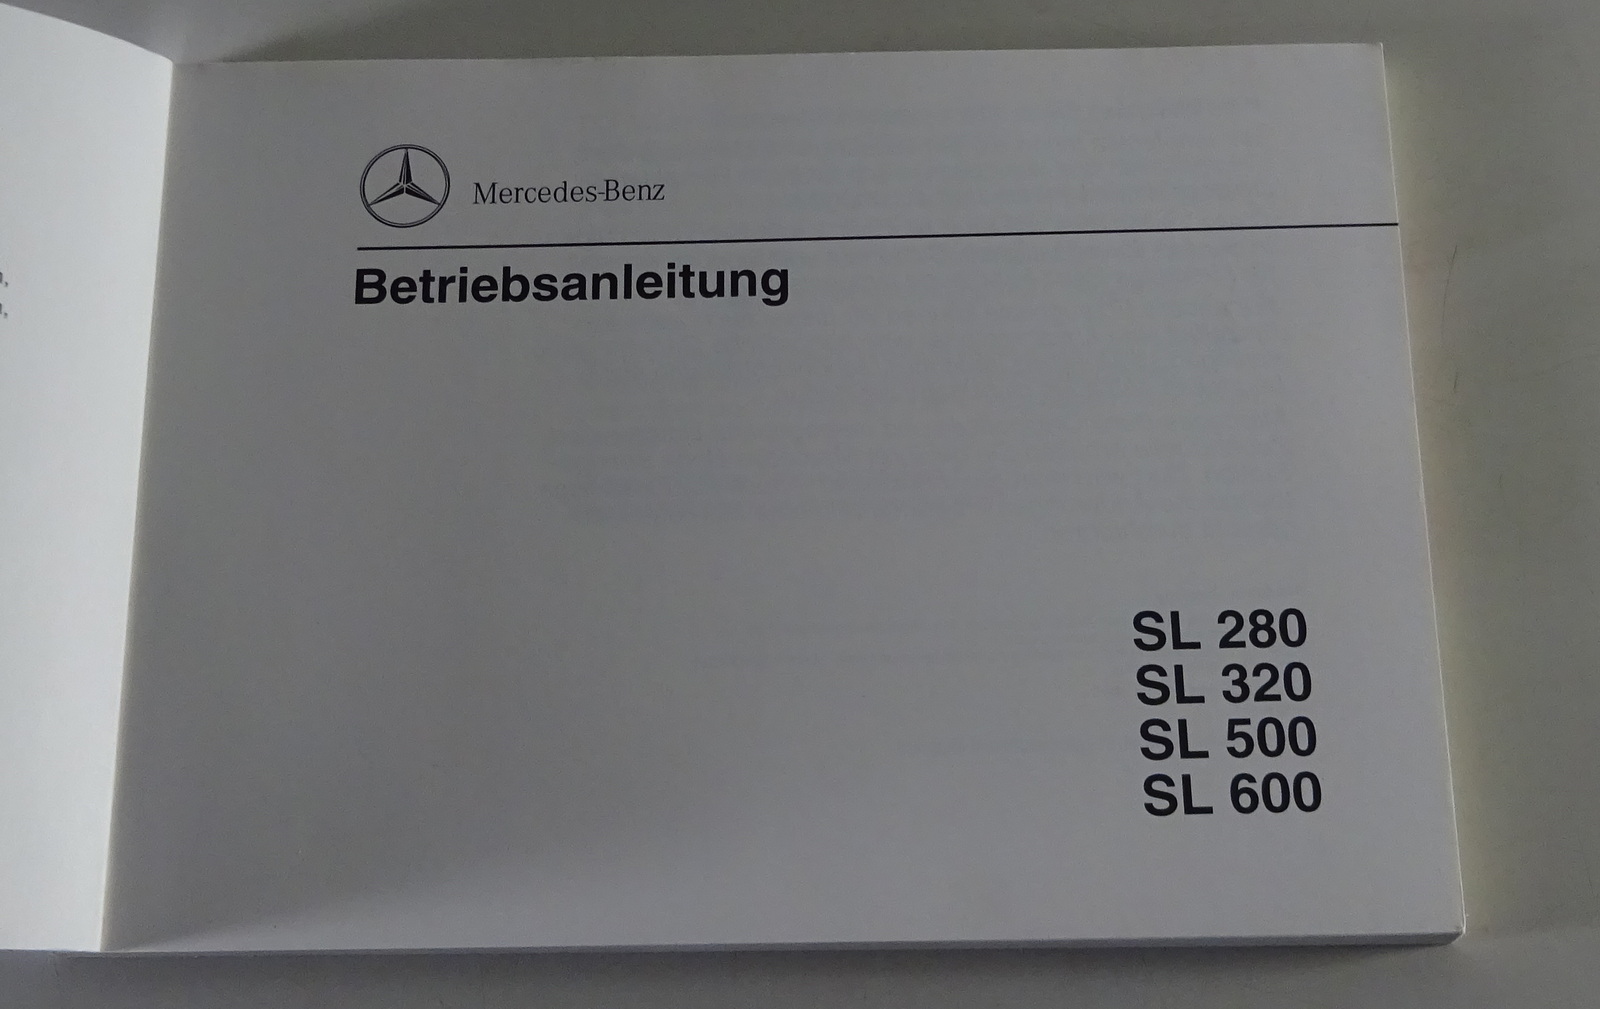 Mercedes-Benz
Betriebsanleitung
SL 280
SL 320
SL 500
SL 600